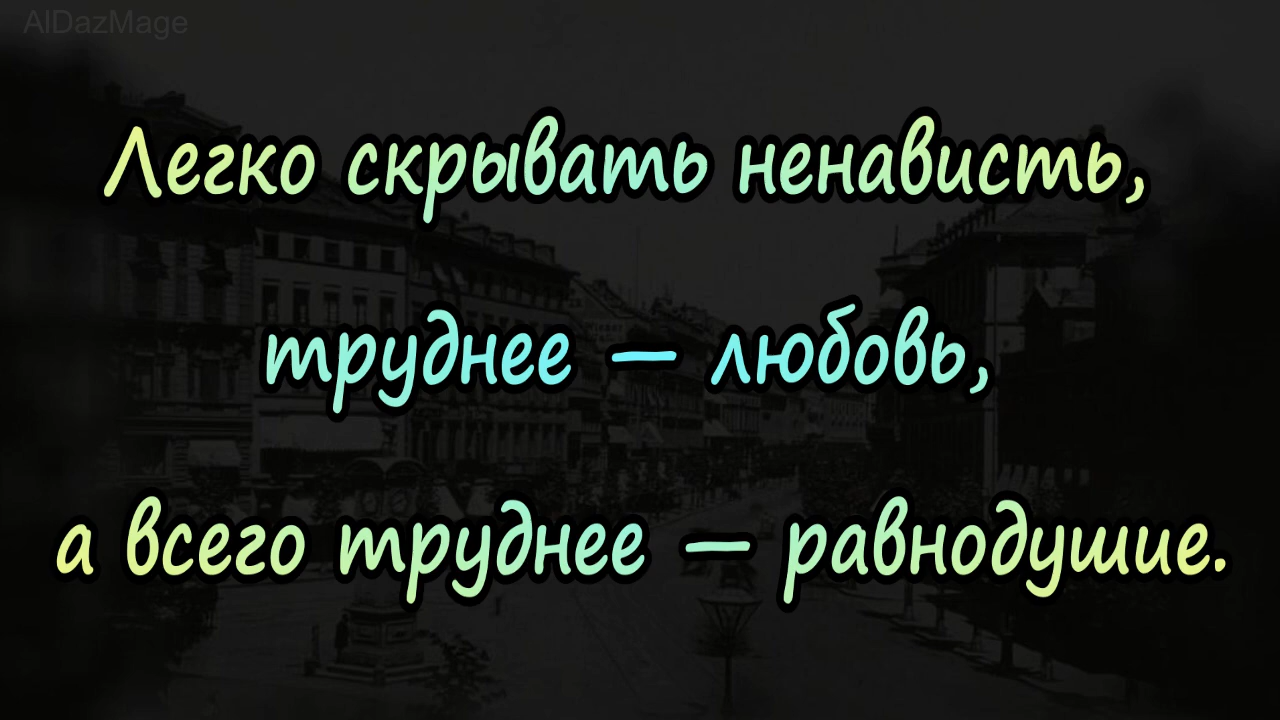 AIDazMage
Легко скрывать ненависть,
труднее — любовь,
а всего труднее — равнодушие.